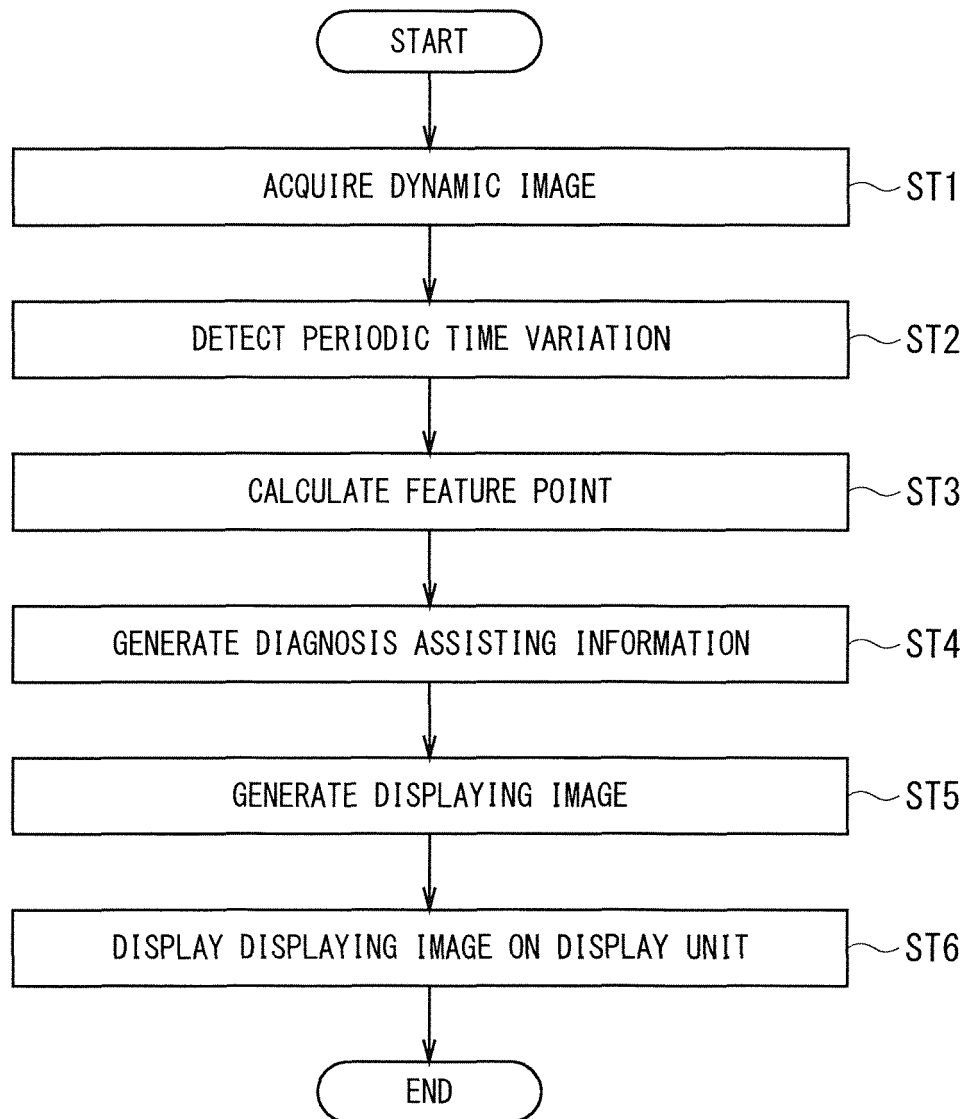 START
ACQUIRE DYNAMIC IMAGE
ST1
DETECT PERIODIC TIME VARIATION
ST2
CALCULATE FEATURE POINT
ST3
GENERATE DIAGNOSIS ASSISTING INFORMATION
ST4
GENERATE DISPLAYING IMAGE
ST5
DISPLAY DISPLAYING IMAGE ON DISPLAY UNIT
ST6
END